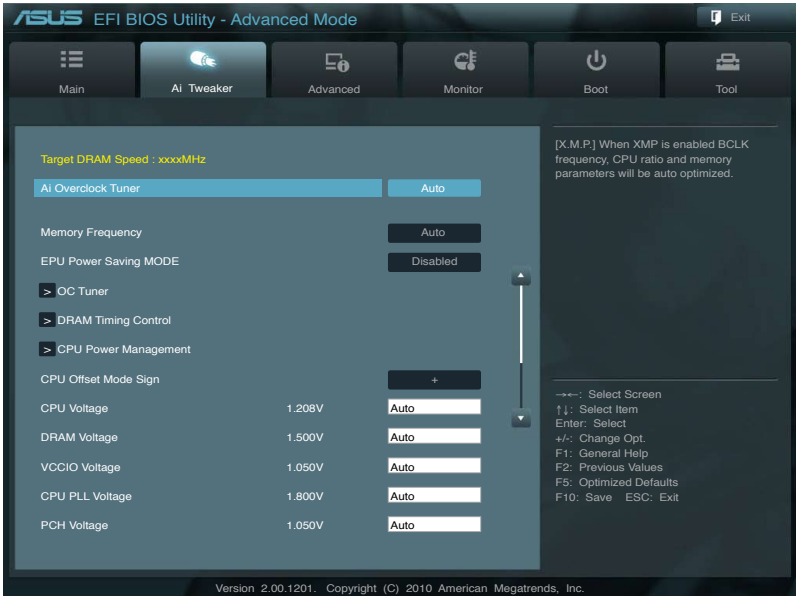 ASUS EFI BIOS Utility - Advanced Mode
Exit
Main
Ai Tweaker
Advanced
Monitor
Boot
Tool
Target DRAM Speed : xxxxMHz
Ai Overclock Tuner Auto
Memory Frequency Auto
EPU Power Saving MODE Disabled
> OC Tuner
> DRAM Timing Control
> CPU Power Management
CPU Offset Mode Sign +
CPU Voltage 1.208V Auto
DRAM Voltage 1.500V Auto
VCCIO Voltage 1.050V Auto
CPU PLL Voltage 1.800V Auto
PCH Voltage 1.050V Auto
[X.M.P.] When XMP is enabled BCLK
frequency, CPU ratio and memory
parameters will be auto optimized.
→←: Select Screen
↑↓: Select Item
Enter: Select
+/-: Change Opt.
F1: General Help
F2: Previous Values
F5: Optimized Defaults
F10: Save ESC: Exit
Version 2.00.1201. Copyright (C) 2010 American Megatrends, Inc.